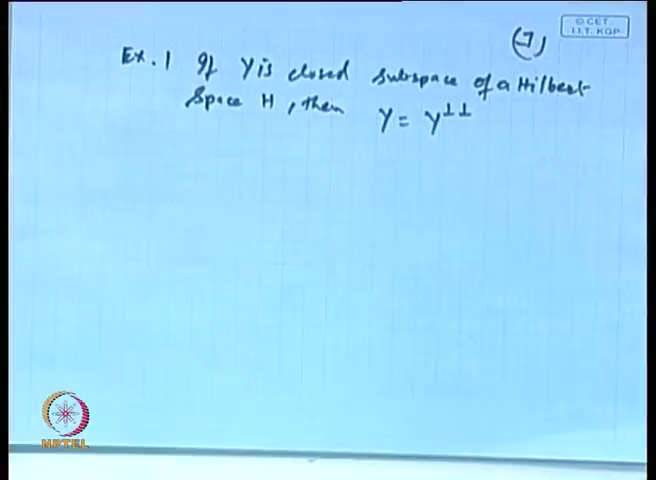 (7)
© CET
I.I.T. KGP
Ex. 1 If Y is closed subspace of a Hilbert
Space H, then Y = Y⊥⊥
NPTEL